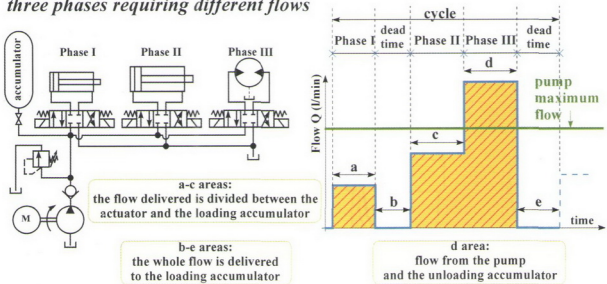 three phases requiring different flows
accumulator
Phase I
Phase II
Phase III
M
a-c areas:
the flow delivered is divided between the
actuator and the loading accumulator
b-e areas:
the whole flow is delivered
to the loading accumulator
cycle
Phase I
dead
time
Phase II
Phase III
dead
time
d
pump
maximum
flow
Flow Q (l/min)
c
a
b
e
time
d area:
flow from the pump
and the unloading accumulator